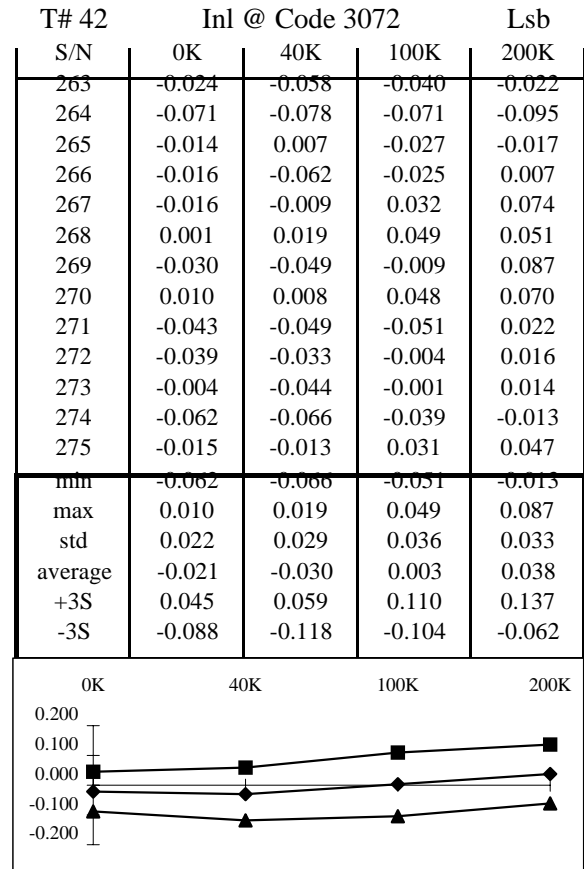 T# 42 Inl @ Code 3072 Lsb
S/N 0K 40K 100K 200K
263 -0.024 -0.058 -0.040 -0.022
264 -0.071 -0.078 -0.071 -0.095
265 -0.014 0.007 -0.027 -0.017
266 -0.016 -0.062 -0.025 0.007
267 -0.016 -0.009 0.032 0.074
268 0.001 0.019 0.049 0.051
269 -0.030 -0.049 -0.009 0.087
270 0.010 0.008 0.048 0.070
271 -0.043 -0.049 -0.051 0.022
272 -0.039 -0.033 -0.004 0.016
273 -0.004 -0.044 -0.001 0.014
274 -0.062 -0.066 -0.039 -0.013
275 -0.015 -0.013 0.031 0.047
min -0.062 -0.066 -0.051 -0.013
max 0.010 0.019 0.049 0.087
std 0.022 0.029 0.036 0.033
average -0.021 -0.030 0.003 0.038
+3S 0.045 0.059 0.110 0.137
-3S -0.088 -0.118 -0.104 -0.062
0K 40K 100K 200K
0.200
0.100
0.000
-0.100
-0.200